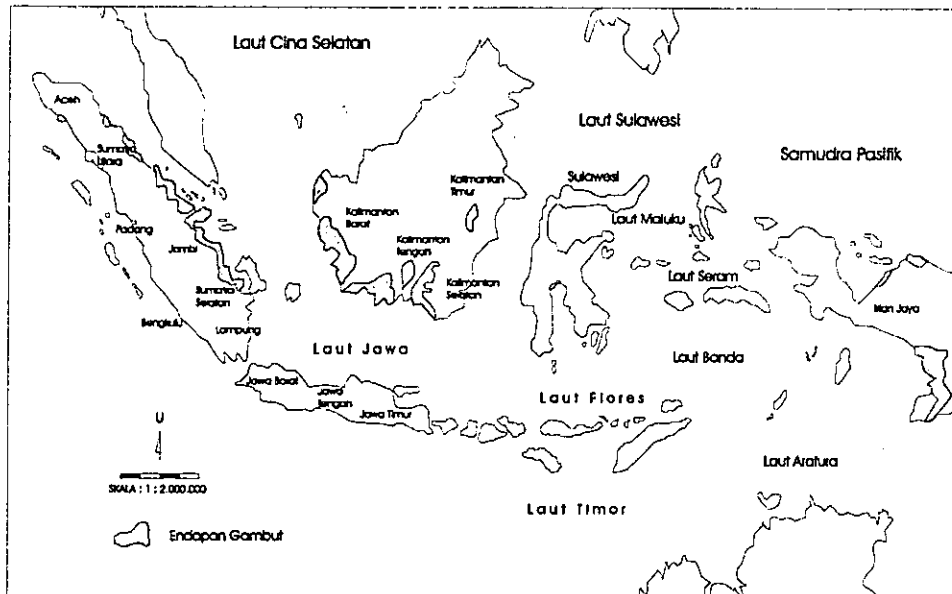 Laut Cina Selatan
Laut Sulawesi
Samudra Pasifik
Aceh
Sumatra
Utara
Padang
Jambi
Sumatra
Selatan
Bengkulu
Lampung
Kalimantan
Barat
Kalimantan
Tengah
Kalimantan
Timur
Kalimantan
Selatan
Sulawesi
Laut Maluku
Laut Seram
Irian Jaya
Laut Banda
Laut Jawa
Jawa Barat
Jawa
Tengah
Jawa Timur
Laut Flores
Laut Arafura
Laut Timor
U
SKALA : 1 : 2.000.000
Endapan Gambut